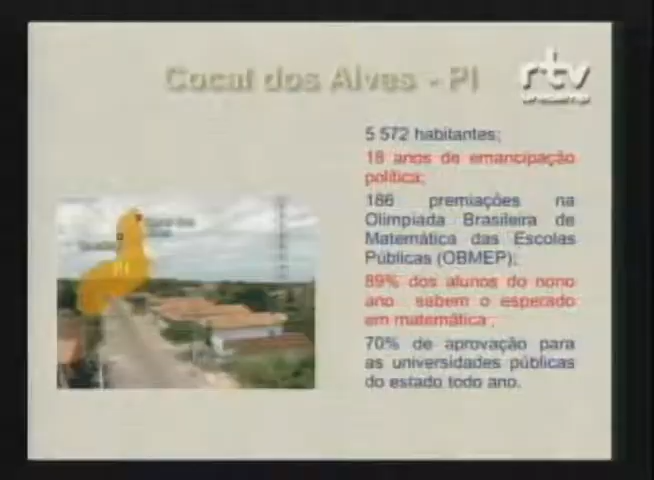 Cocal dos Alves - PI
rtv
5 572 habitantes;
18 anos de emancipação
política;
186 premiações na
Olimpiada Brasileira de
Matemática das Escolas
Públicas (OBMEP);
89% dos alunos do nono
ano sabem o esperado
em matemática ;
70% de aprovação para
as universidades públicas
do estado todo ano.
PI